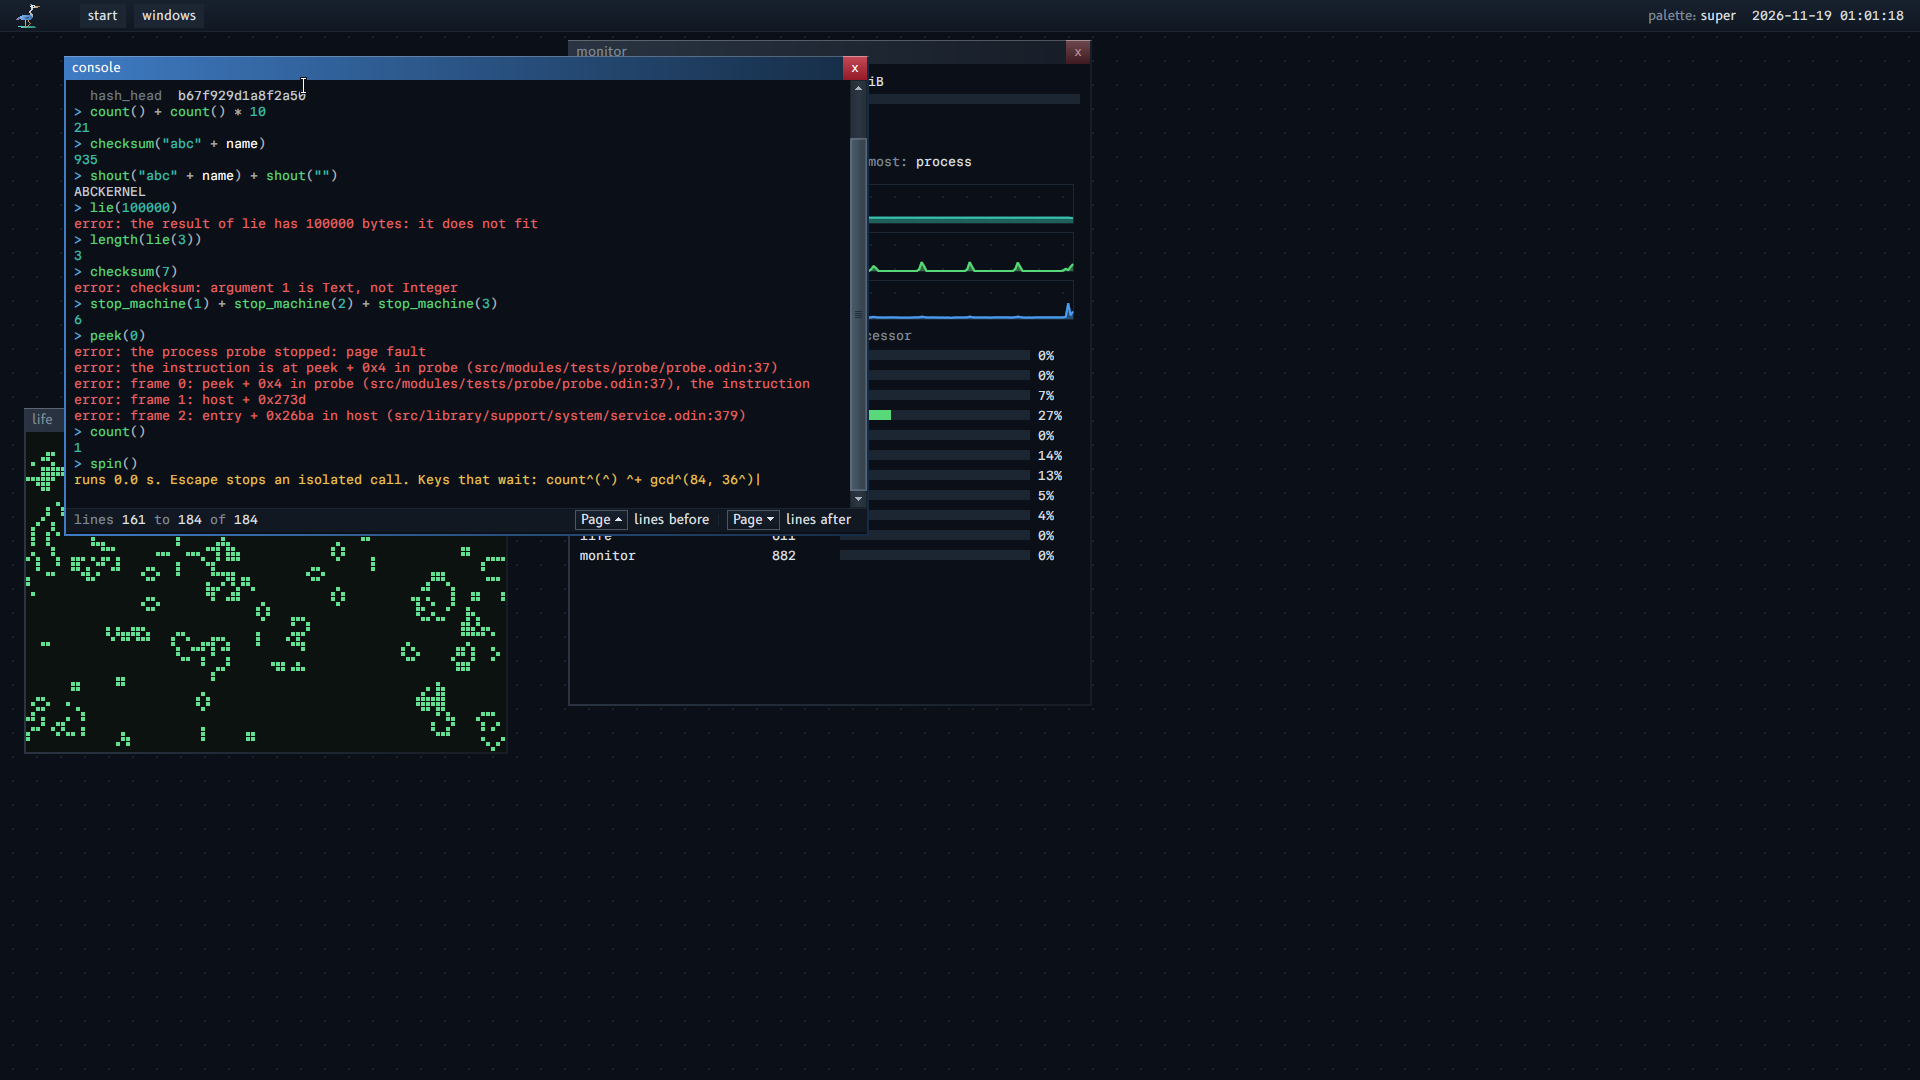 start windows palette: super 2026-11-19 01:01:18
monitor x
console x
iB
hash_head b67f929d1a8f2a50
> count() + count() * 10
21
> checksum("abc" + name)
935
> shout("abc" + name) + shout("")
ABCKERNEL
> lie(100000)
error: the result of lie has 100000 bytes: it does not fit
> length(lie(3))
3
> checksum(7)
error: checksum: argument 1 is Text, not Integer
> stop_machine(1) + stop_machine(2) + stop_machine(3)
6
> peek(0)
error: the process probe stopped: page fault
error: the instruction is at peek + 0x4 in probe (src/modules/tests/probe/probe.odin:37)
error: frame 0: peek + 0x4 in probe (src/modules/tests/probe/probe.odin:37), the instruction
error: frame 1: host + 0x273d
error: frame 2: entry + 0x26ba in host (src/library/support/system/service.odin:379)
> count()
1
> spin()
runs 0.0 s. Escape stops an isolated call. Keys that wait: count^(^) ^+ gcd^(84, 36^)|
lines 161 to 184 of 184 Page lines before Page lines after
most: process
cessor
0%
0%
7%
27%
0%
14%
13%
5%
4%
life 0%
monitor 882 0%
life